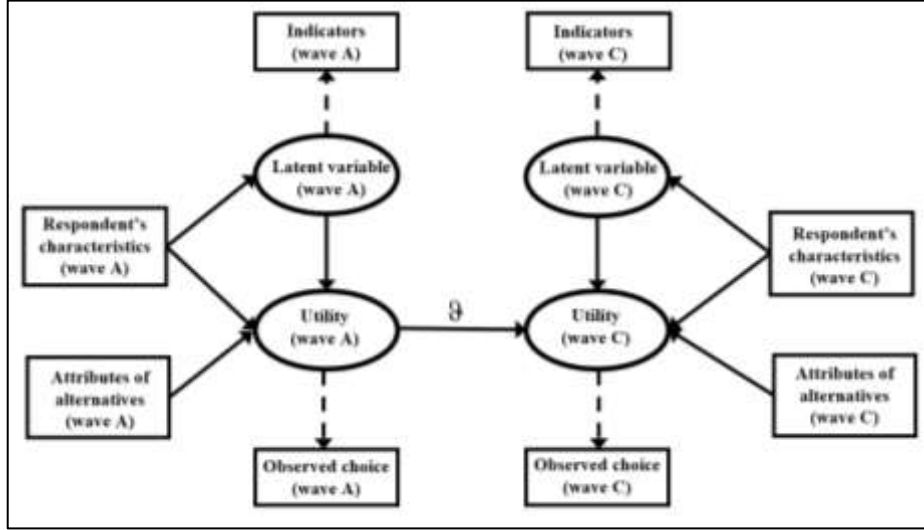 Indicators
(wave A)
Indicators
(wave C)
Latent variable
(wave A)
Latent variable
(wave C)
Respondent's
characteristics
(wave A)
Respondent's
characteristics
(wave C)
Utility
(wave A)
ϑ
Utility
(wave C)
Attributes of
alternatives
(wave A)
Attributes of
alternatives
(wave C)
Observed choice
(wave A)
Observed choice
(wave C)